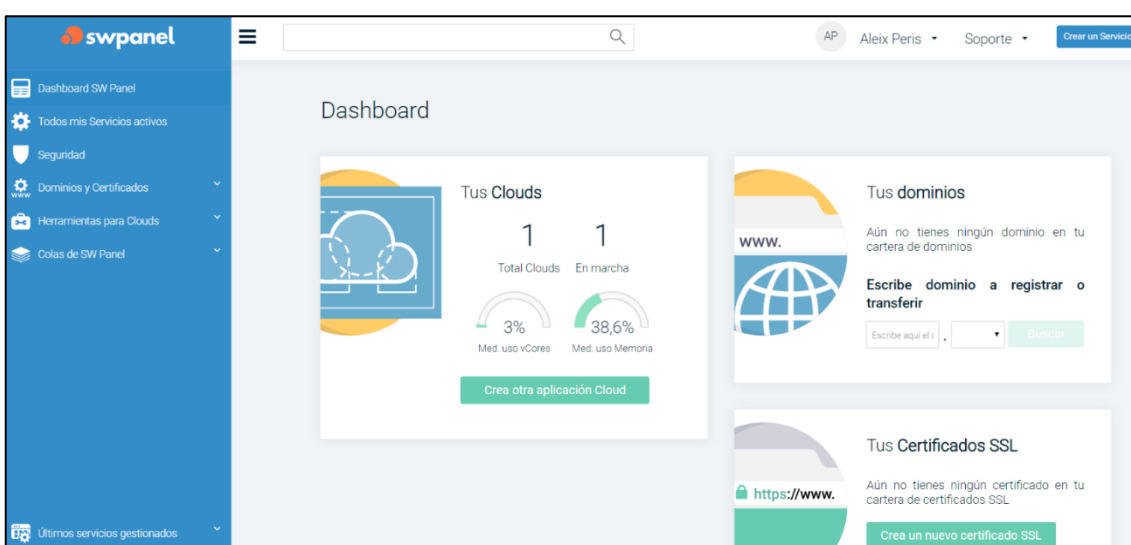 swpanel
AP
Aleix Peris
Soporte
Crear un Servicio
Dashboard SW Panel
Todos mis Servicios activos
Seguridad
WWW
Dominios y Certificados
Herramientas para Clouds
Colas de SW Panel
Últimos servicios gestionados
Dashboard
Tus Clouds
1 1
Total Clouds En marcha
3% 38,6%
Med. uso vCores Med. uso Memoria
Crea otra aplicación Cloud
www.
Tus dominios
Aún no tienes ningún dominio en tu
cartera de dominios
Escribe dominio a registrar o
transferir
Escribe aquí el .
Buscar
https://www.
Tus Certificados SSL
Aún no tienes ningún certificado en tu
cartera de certificados SSL
Crea un nuevo certificado SSL